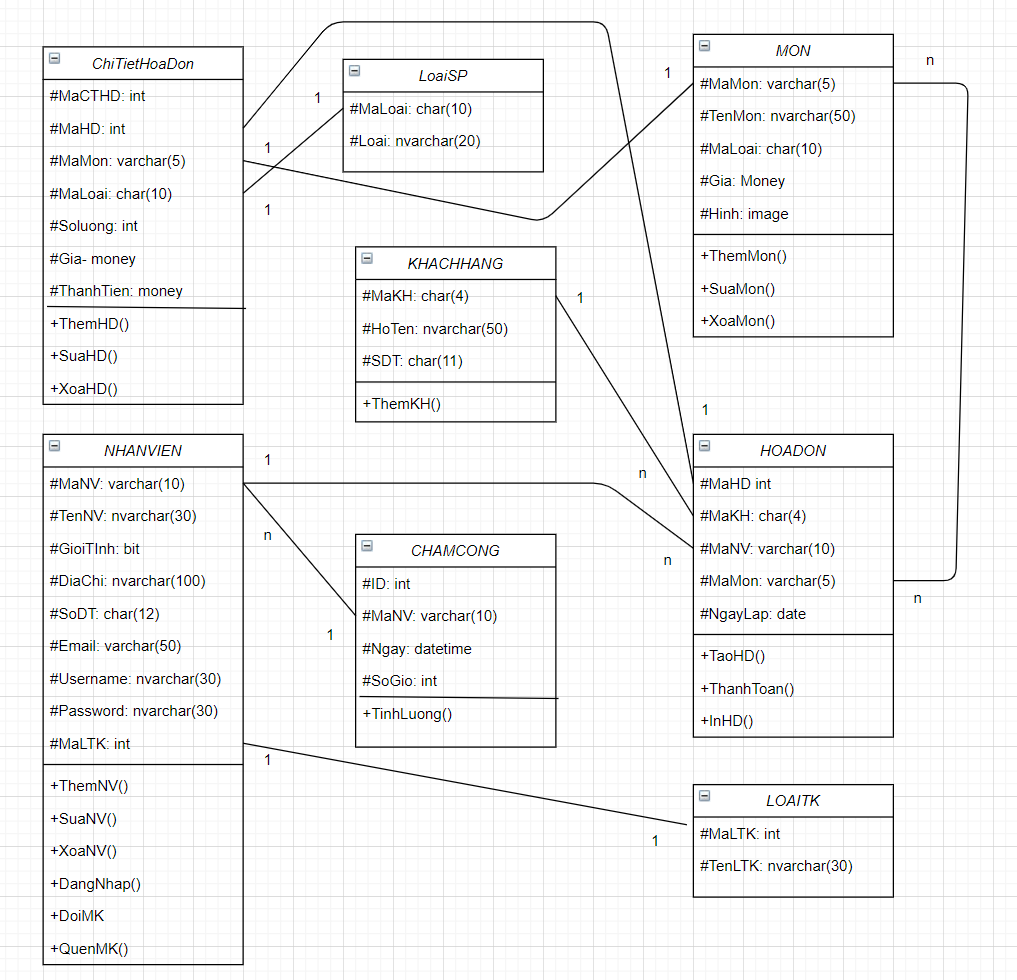 ChiTietHoaDon
#MaCTHD: int
#MaHD: int
#MaMon: varchar(5)
#MaLoai: char(10)
#Soluong: int
#Gia- money
#ThanhTien: money
+ThemHD()
+SuaHD()
+XoaHD()
1
1
1
LoaiSP
#MaLoai: char(10)
#Loai: nvarchar(20)
1
MON
#MaMon: varchar(5)
#TenMon: nvarchar(50)
#MaLoai: char(10)
#Gia: Money
#Hinh: image
+ThemMon()
+SuaMon()
+XoaMon()
n
KHACHHANG
#MaKH: char(4)
#HoTen: nvarchar(50)
#SDT: char(11)
+ThemKH()
1
1
n
n
n
HOADON
#MaHD int
#MaKH: char(4)
#MaNV: varchar(10)
#MaMon: varchar(5)
#NgayLap: date
+TaoHD()
+ThanhToan()
+InHD()
NHANVIEN
#MaNV: varchar(10)
#TenNV: nvarchar(30)
#GioiTInh: bit
#DiaChi: nvarchar(100)
#SoDT: char(12)
#Email: varchar(50)
#Username: nvarchar(30)
#Password: nvarchar(30)
#MaLTK: int
+ThemNV()
+SuaNV()
+XoaNV()
+DangNhap()
+DoiMK
+QuenMK()
1
n
1
CHAMCONG
#ID: int
#MaNV: varchar(10)
#Ngay: datetime
#SoGio: int
+TinhLuong()
1
1
LOAITK
#MaLTK: int
#TenLTK: nvarchar(30)